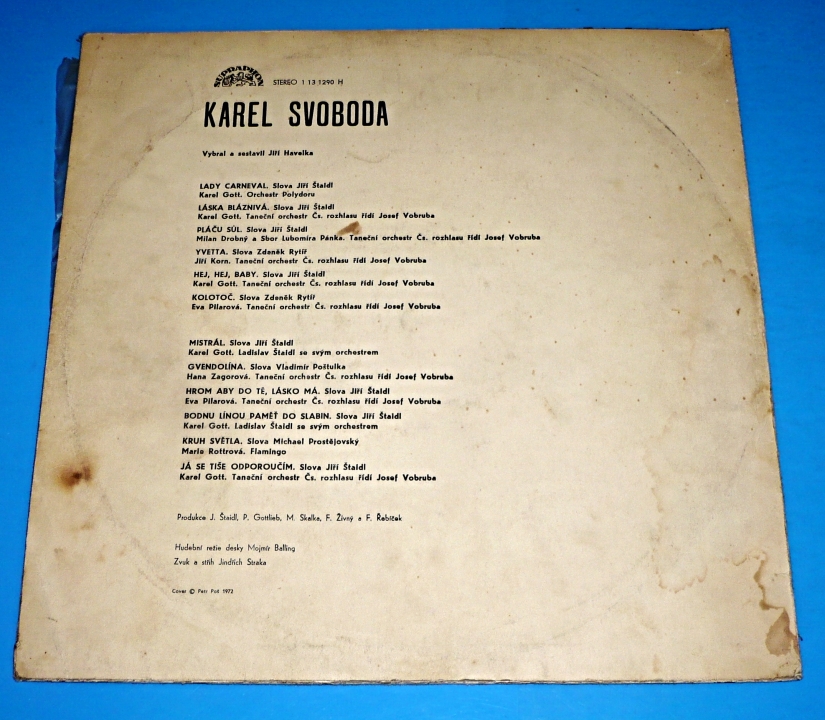 SUPRAPHON
STEREO 1 13 1290 H
KAREL SVOBODA
Vybral a sestavil Jiří Havelka
LADY CARNEVAL. Slova Jiří Štaidl
Karel Gott. Orchestr Polydoru
LÁSKA BLÁZNIVÁ. Slova Jiří Štaidl
Karel Gott. Taneční orchestr Čs. rozhlasu řídí Josef Vobruba
PLÁČU SŮL. Slova Jiří Štaidl
Milan Drobný a Sbor Lubomíra Pánka. Taneční orchestr Čs. rozhlasu řídí Josef Vobruba
YVETTA. Slova Zdeněk Rytíř
Jiří Korn. Taneční orchestr Čs. rozhlasu řídí Josef Vobruba
HEJ, HEJ, BABY. Slova Jiří Štaidl
Karel Gott. Taneční orchestr Čs. rozhlasu řídí Josef Vobruba
KOLOTOČ. Slova Zdeněk Rytíř
Eva Pilarová. Taneční orchestr Čs. rozhlasu řídí Josef Vobruba
MISTRÁL. Slova Jiří Štaidl
Karel Gott. Ladislav Štaidl se svým orchestrem
GVENDOLÍNA. Slova Vladimír Poštulka
Hana Zagorová. Taneční orchestr Čs. rozhlasu řídí Josef Vobruba
HROM ABY DO TĚ, LÁSKO MÁ. Slova Jiří Štaidl
Eva Pilarová. Taneční orchestr Čs. rozhlasu řídí Josef Vobruba
BODNU LÍNOU PAMĚŤ DO SLABIN. Slova Jiří Štaidl
Karel Gott. Ladislav Štaidl se svým orchestrem
KRUH SVĚTLA. Slova Michael Prostějovský
Marie Rottrová. Flamingo
JÁ SE TIŠE ODPOROUČÍM. Slova Jiří Štaidl
Karel Gott. Taneční orchestr Čs. rozhlasu řídí Josef Vobruba
Produkce J. Štaidl, P. Gottlieb, M. Skalka, F. Živný a F. Řebíček
Hudební režie desky Mojmír Balling
Zvuk a střih Jindřich Straka
Cover © Petr 1972